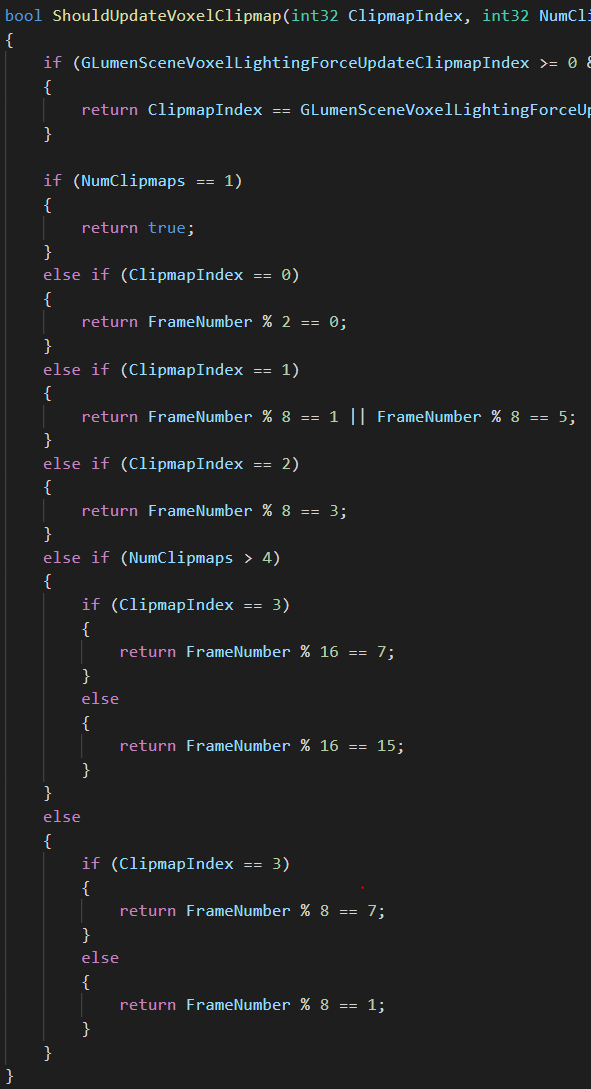 bool ShouldUpdateVoxelClipmap(int32 ClipmapIndex, int32
{
if (GLumenSceneVoxelLightingForceUpdateClipmapIndex >= 0
{
return ClipmapIndex ==
}
if (NumClipmaps == 1)
{
return true;
}
else if (ClipmapIndex == 0)
{
return FrameNumber % 2 == 0;
}
else if (ClipmapIndex == 1)
{
return FrameNumber % 8 == 1 || FrameNumber % 8 == 5;
}
else if (ClipmapIndex == 2)
{
return FrameNumber % 8 == 3;
}
else if (NumClipmaps > 4)
{
if (ClipmapIndex == 3)
{
return FrameNumber % 16 == 7;
}
else
{
return FrameNumber % 16 == 15;
}
}
else
{
if (ClipmapIndex == 3)
{
return FrameNumber % 8 == 7;
}
else
{
return FrameNumber % 8 == 1;
}
}
}